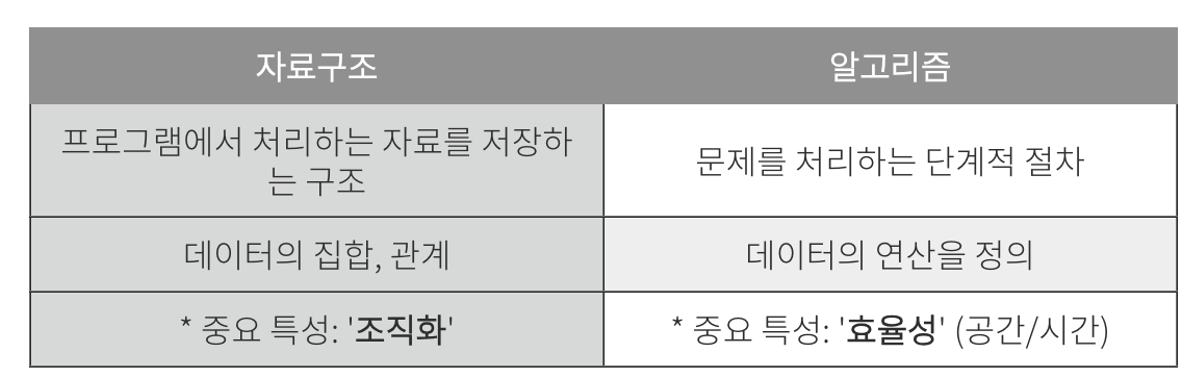 자료구조
알고리즘
프로그램에서 처리하는 자료를 저장하
는 구조
문제를 처리하는 단계적 절차
데이터의 집합, 관계
데이터의 연산을 정의
* 중요 특성: '조직화'
* 중요 특성: '효율성' (공간/시간)